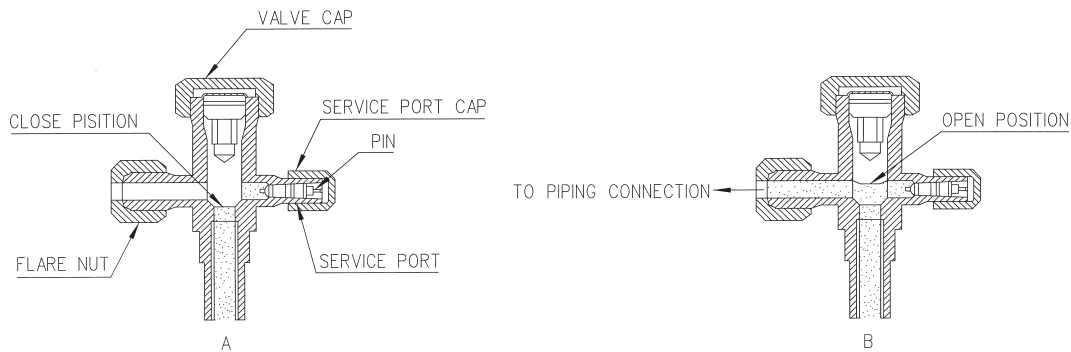 VALVE CAP
SERVICE PORT CAP
CLOSE PISITION
PIN
FLARE NUT
SERVICE PORT
A
OPEN POSITION
TO PIPING CONNECTION
B